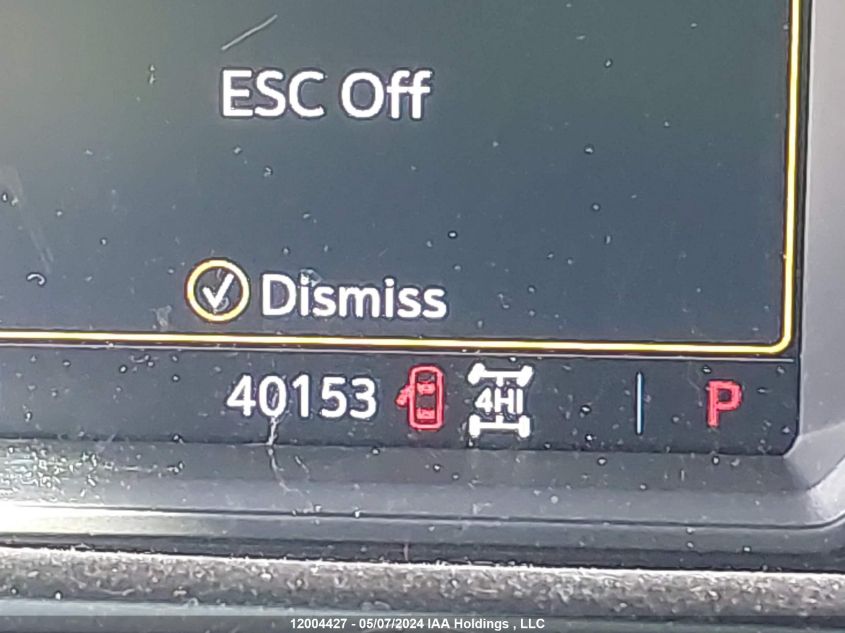 ESC Off
Dismiss
40153 4HI P
12004427 - 05/07/2024 IAA Holdings , LLC